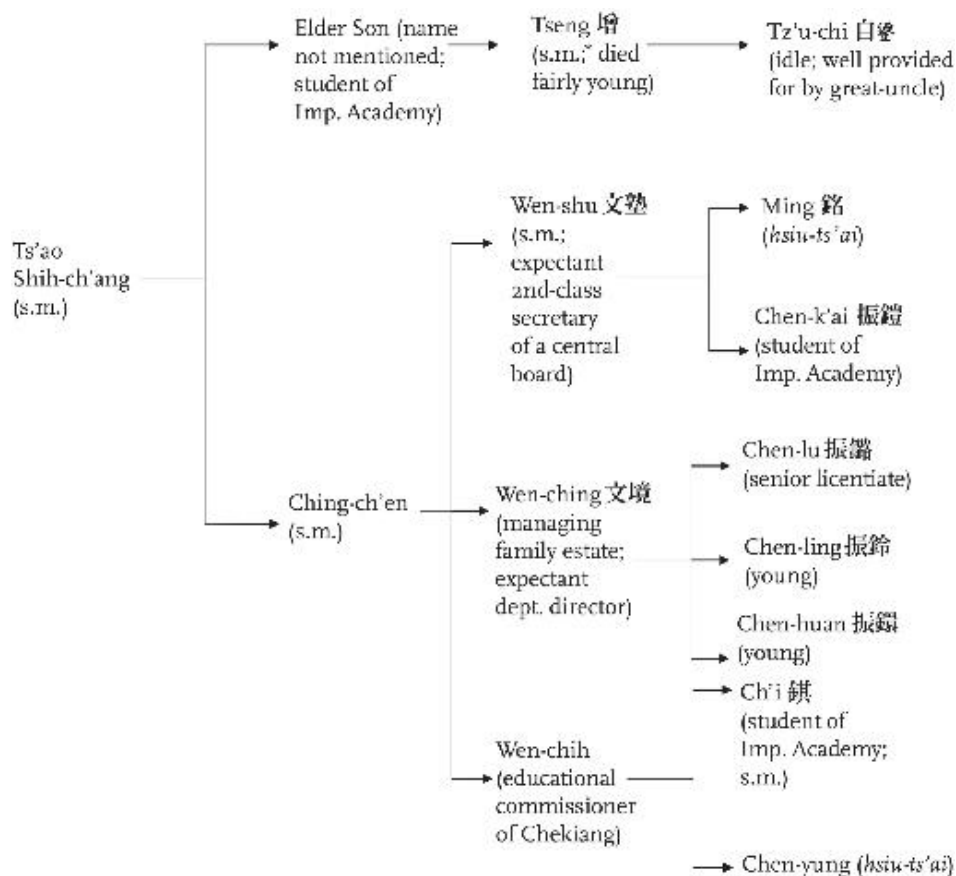 Elder Son (name
not mentioned;
student of
Imp. Academy)
Tseng 增
(s.m.; died
fairly young)
Tz’u-chi
(idle; well provided
for by great-uncle)
Ts’ao
Shih-ch’ang
(s.m.)
Wen-shu 文塾
(s.m.;
expectant
2nd-class
secretary
of a central
board)
Ming 銘
(hsiu-ts’ai)
Chen-k’ai 振鎧
(student of
Imp. Academy)
Ching-ch’en
(s.m.)
Wen-ching 文境
(managing
family estate;
expectant
dept. director)
Chen-lu 振
(senior licentiate)
Chen-ling 振鈴
(young)
Chen-huan 振鐶
(young)
Wen-chih
(educational
commissioner
of Chekiang)
Ch’i 錤
(student of
Imp. Academy;
s.m.)
Chen-yung (hsiu-ts’ai)